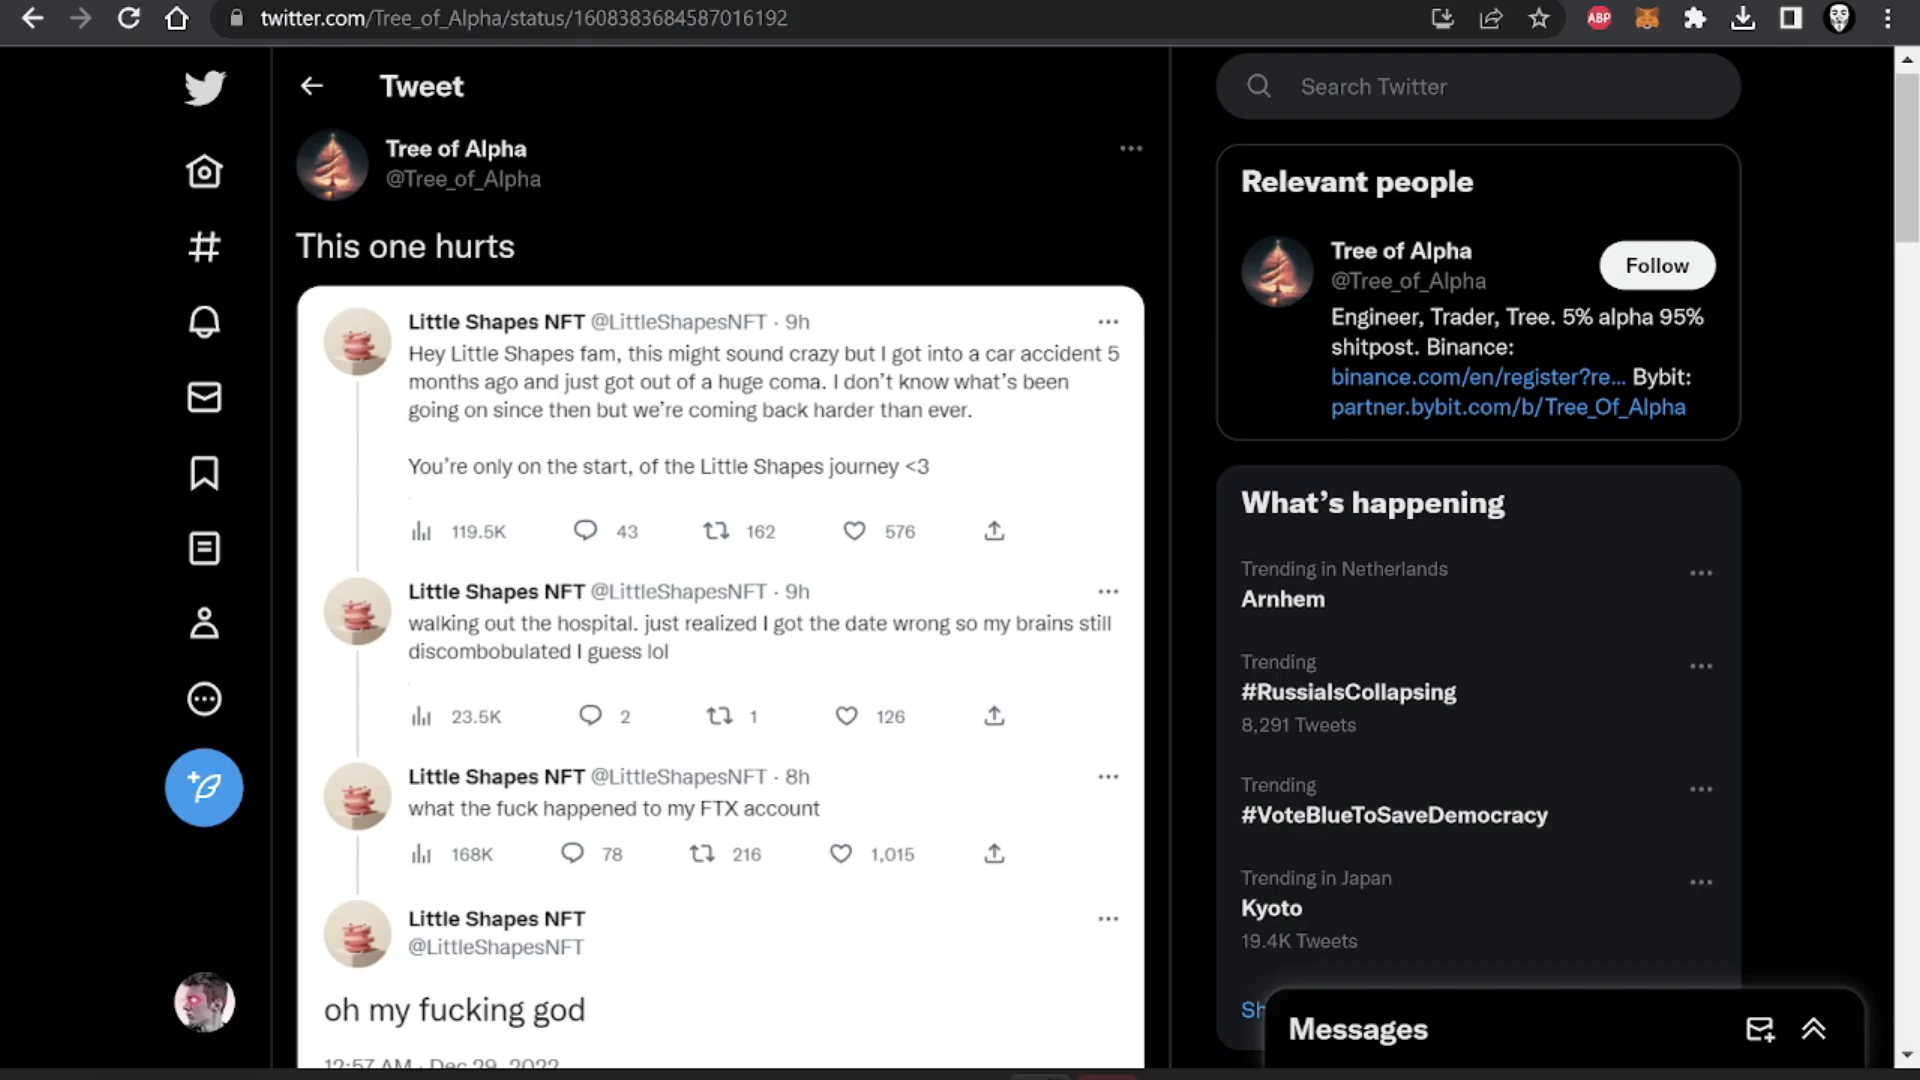 twitter.com/Tree_of_Alpha/status/1608383684587016192
ABP
Tweet
Search Twitter
Tree of Alpha
@Tree_of_Alpha
This one hurts
Little Shapes NFT @LittleShapesNFT · 9h
Hey Little Shapes fam, this might sound crazy but I got into a car accident 5
months ago and just got out of a huge coma. I don't know what's been
going on since then but we're coming back harder than ever.
You're only on the start, of the Little Shapes journey <3
119.5K 43 162 576
Little Shapes NFT @LittleShapesNFT · 9h
walking out the hospital. just realized I got the date wrong so my brains still
discombobulated I guess lol
23.5K 2 1 126
Little Shapes NFT @LittleShapesNFT · 8h
what the fuck happened to my FTX account
168K 78 216 1,015
Little Shapes NFT
@LittleShapesNFT
oh my fucking god
12:57 AM · Dec 29, 2022
Relevant people
Tree of Alpha
@Tree_of_Alpha
Follow
Engineer, Trader, Tree. 5% alpha 95%
shitpost. Binance:
binance.com/en/register?re... Bybit:
partner.bybit.com/b/Tree_Of_Alpha
What's happening
Trending in Netherlands
Arnhem
Trending
#RussiaIsCollapsing
8,291 Tweets
Trending
#VoteBlueToSaveDemocracy
Trending in Japan
Kyoto
19.4K Tweets
Messages